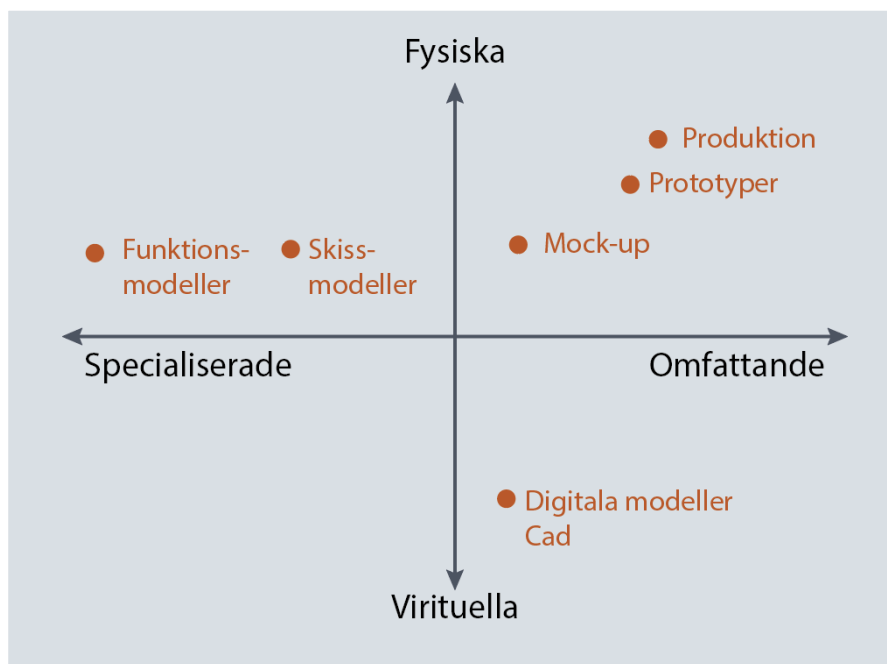 Fysiska
Produktion
Prototyper
Mock-up
Funktions-
modeller
Skiss-
modeller
Specialiserade
Omfattande
Digitala modeller
Cad
Virituella